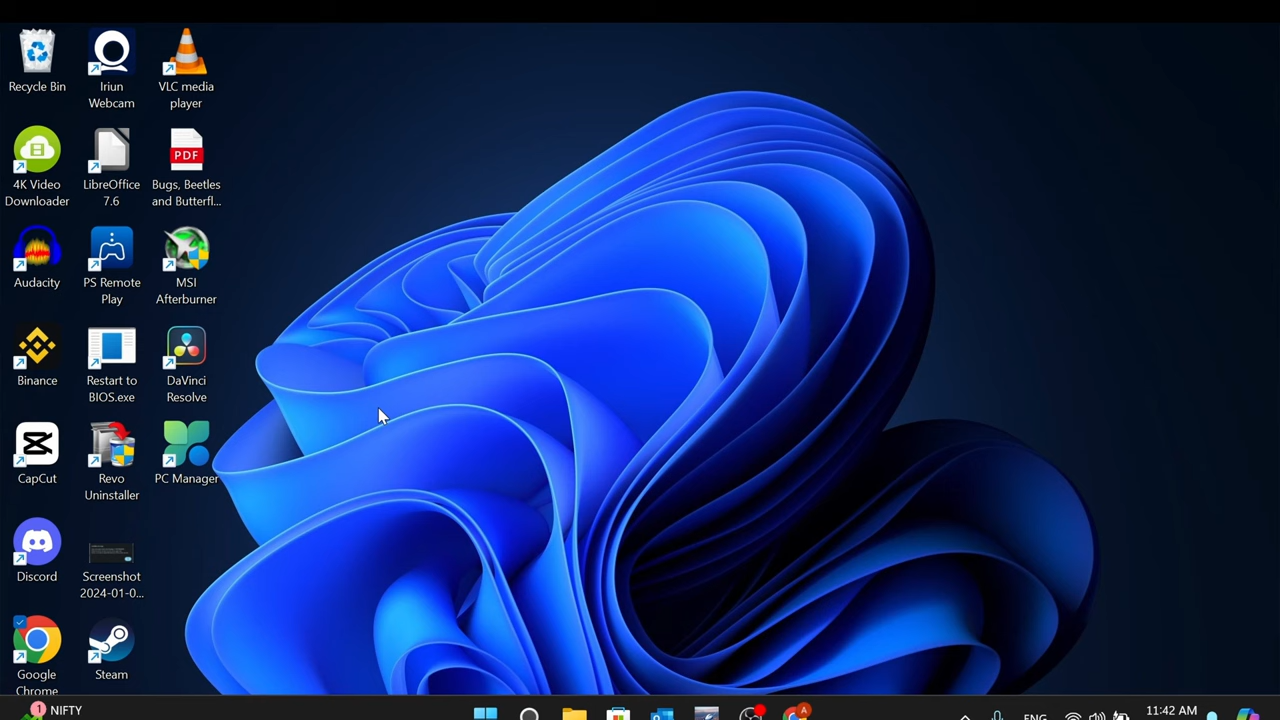 Recycle Bin
Iriun
Webcam
VLC media
player
4K Video
Downloader
LibreOffice
7.6
PDF
Bugs, Beetles
and Butterfl...
Audacity
PS Remote
Play
MSI
Afterburner
Binance
Restart to
BIOS.exe
DaVinci
Resolve
CapCut
Revo
Uninstaller
PC Manager
Discord
Screenshot
2024-01-0...
Google
Chrome
Steam
1
NIFTY
A
ENG
11:42 AM